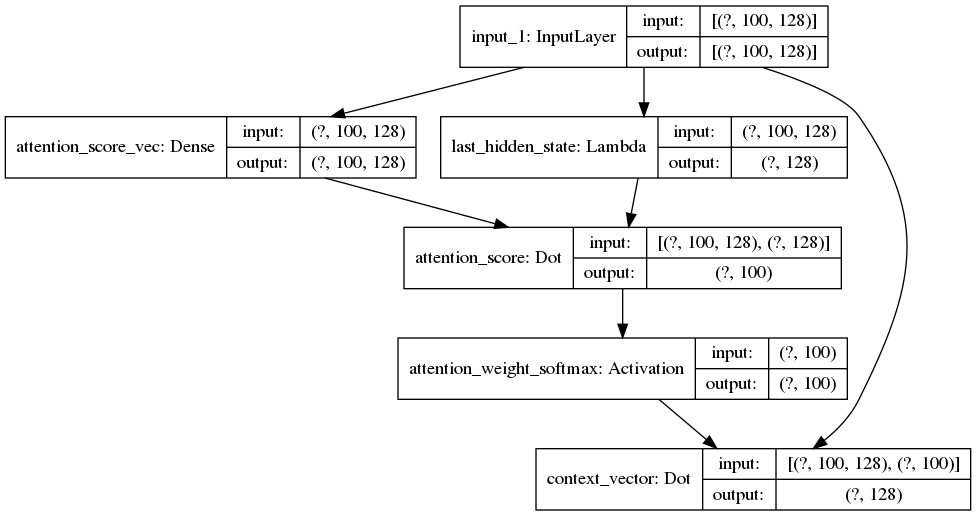 input_1: InputLayer
input: [(?, 100, 128)]
output: [(?, 100, 128)]
attention_score_vec: Dense
input: (?, 100, 128)
output: (?, 100, 128)
last_hidden_state: Lambda
input: (?, 100, 128)
output: (?, 128)
attention_score: Dot
input: [(?, 100, 128), (?, 128)]
output: (?, 100)
attention_weight_softmax: Activation
input: (?, 100)
output: (?, 100)
context_vector: Dot
input: [(?, 100, 128), (?, 100)]
output: (?, 128)